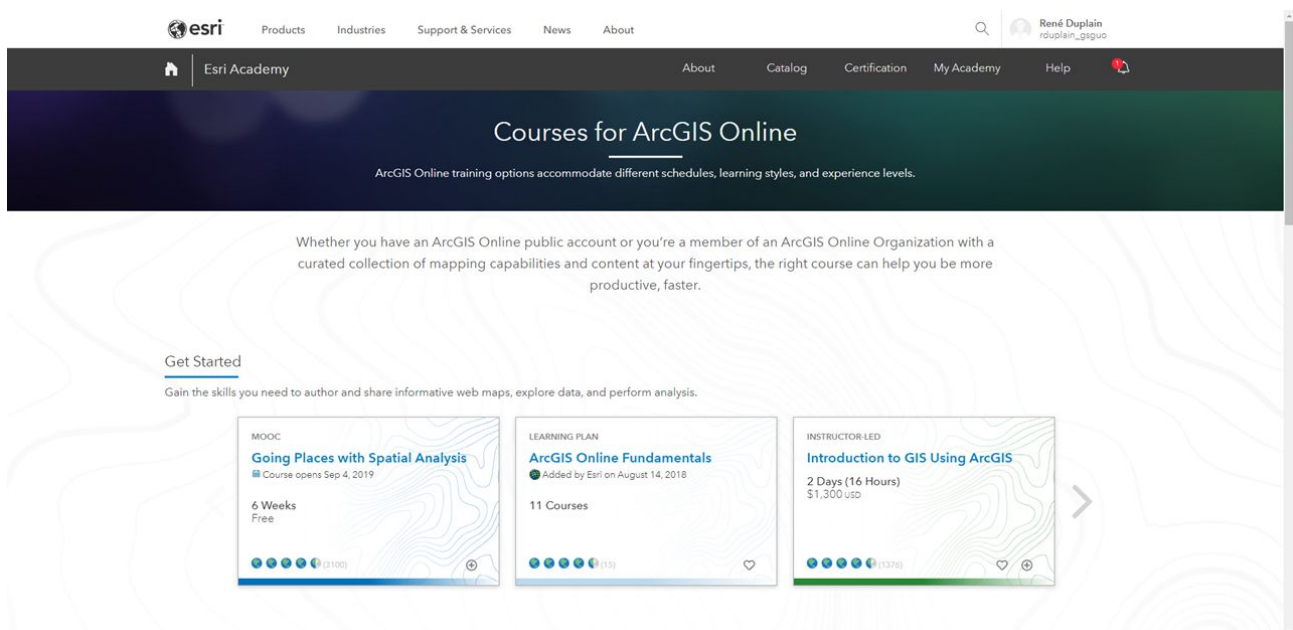 esri
Products Industries Support & Services News About
René Duplain
rduplain_gsguo
Esri Academy
About Catalog Certification My Academy Help
1
Courses for ArcGIS Online
ArcGIS Online training options accommodate different schedules, learning styles, and experience levels.
Whether you have an ArcGIS Online public account or you're a member of an ArcGIS Online Organization with a
curated collection of mapping capabilities and content at your fingertips, the right course can help you be more
productive, faster.
Get Started
Gain the skills you need to author and share informative web maps, explore data, and perform analysis.
MOOC
Going Places with Spatial Analysis
Course opens Sep 4, 2019
6 Weeks
Free
(3100)
LEARNING PLAN
ArcGIS Online Fundamentals
Added by Esri on August 14, 2018
11 Courses
(15)
INSTRUCTOR-LED
Introduction to GIS Using ArcGIS
2 Days (16 Hours)
$1,300 USD
(1376)